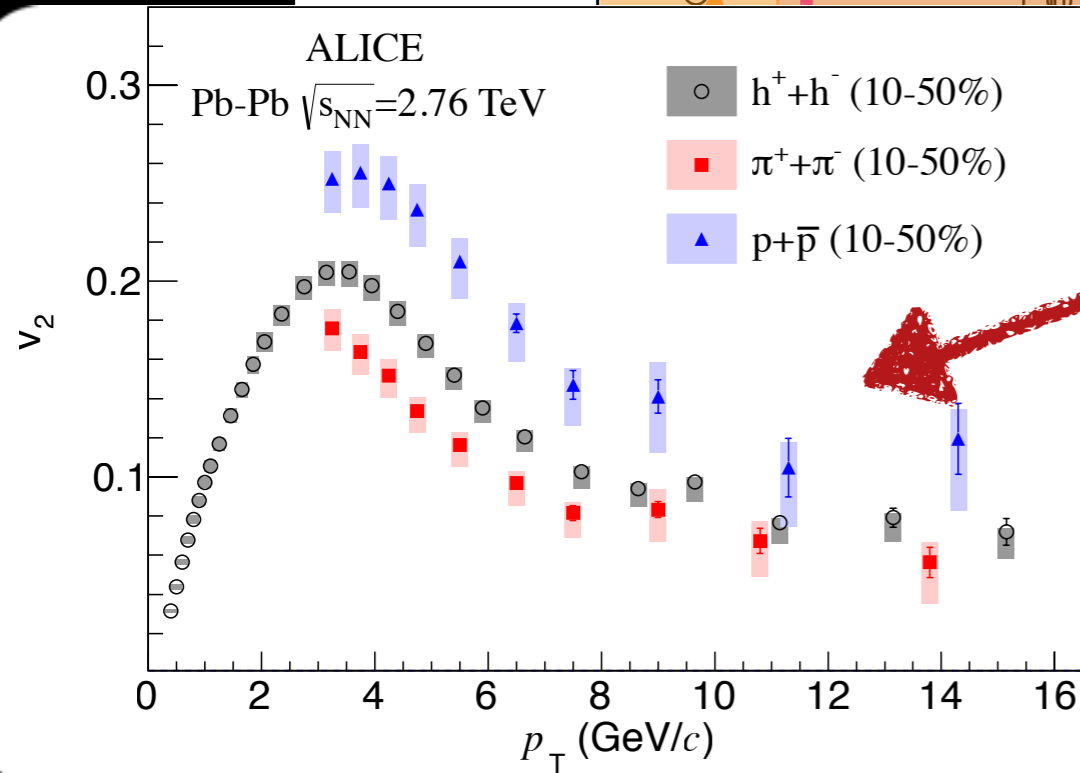 ALICE
Pb-Pb √sNN=2.76 TeV
h⁺+h⁻ (10-50%)
π⁺+π⁻ (10-50%)
p+p̅ (10-50%)
0.3
0.2
0.1
v₂
0 2 4 6 8 10 12 14 16
pT (GeV/c)